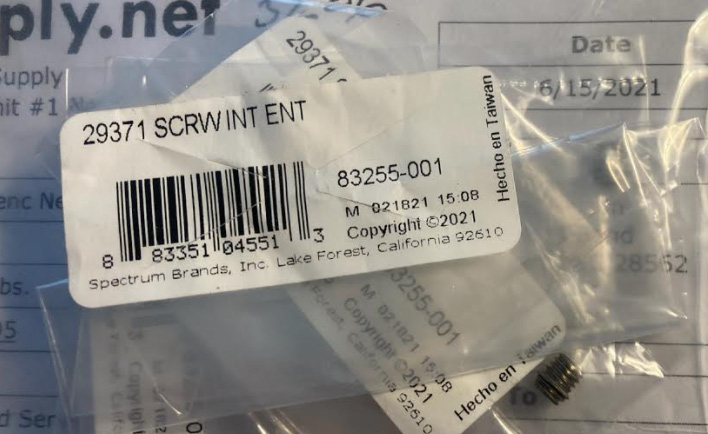 ply.net
Supply
Date
6/15/2021
29371
29371 SCRW INT ENT
83255-001
M 021821 15:08
Copyright ©2021
8 83351 04551 3
Spectrum Brands, Inc. Lake Forest, California 92610
Hecho en Taiwan
28562
83255-001
M 021821 15:08
Copyright ©2021
Forest, California 92610
Hecho en Taiwan